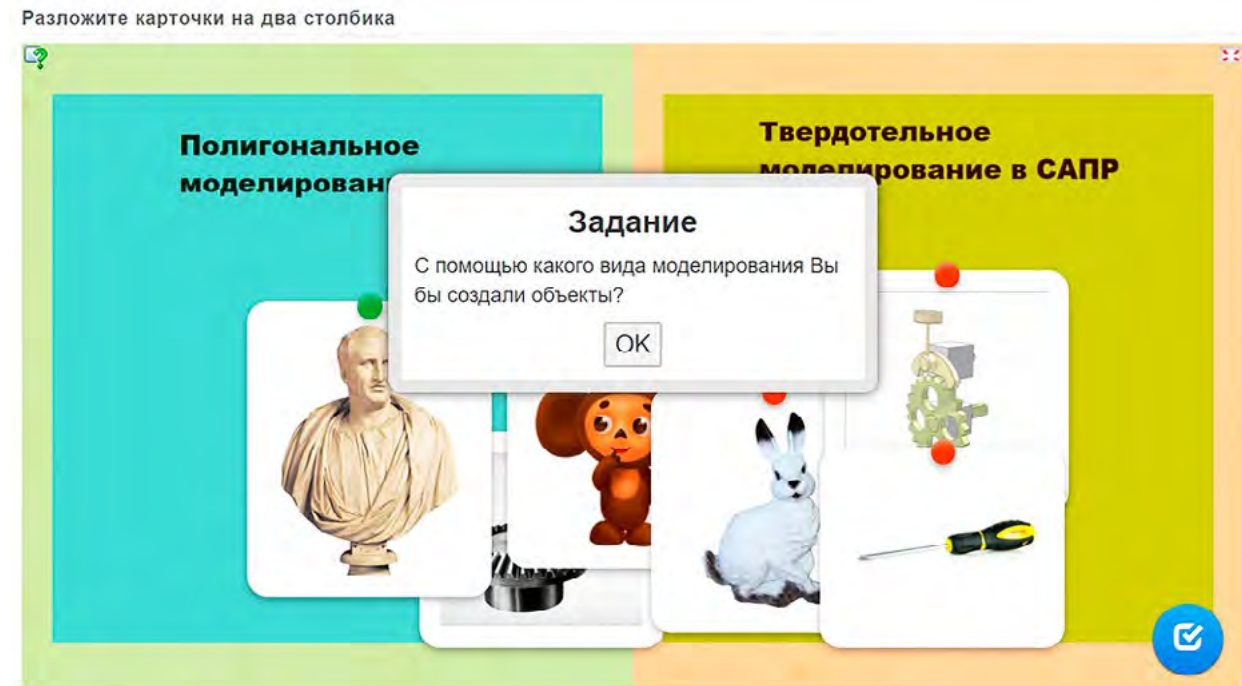 Разложите карточки на два столбика
Полигональное
моделирован
Твердотельное
моделирование в САПР
Задание
С помощью какого вида моделирования Вы
бы создали объекты?
OK